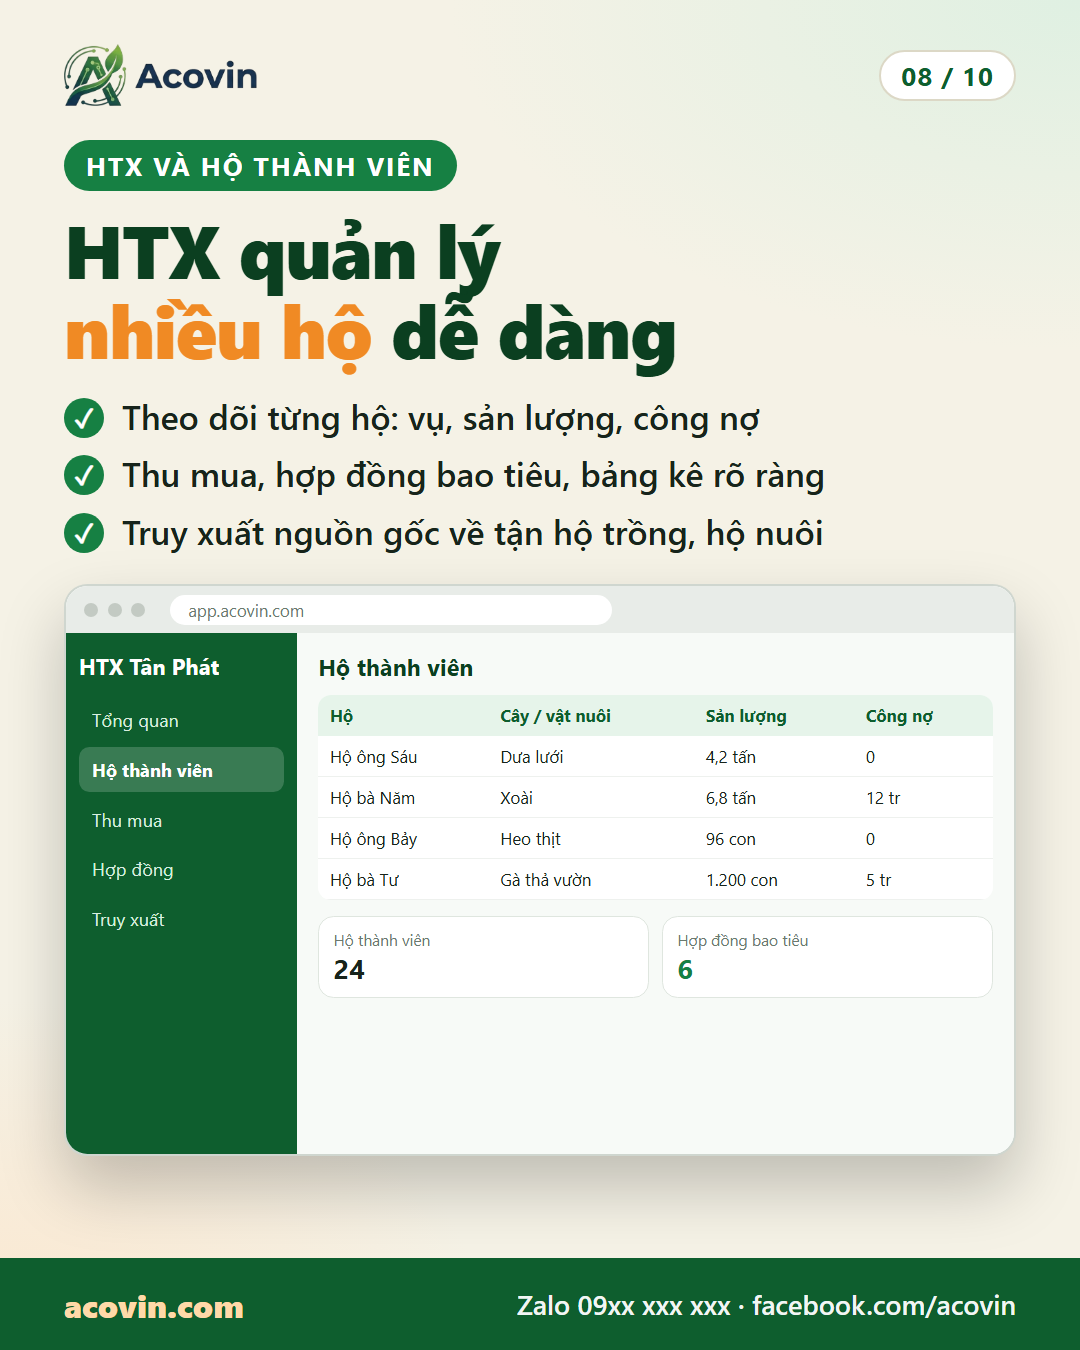 Acovin
08 / 10
HTX VÀ HỘ THÀNH VIÊN
HTX quản lý
nhiều hộ dễ dàng
Theo dõi từng hộ: vụ, sản lượng, công nợ
Thu mua, hợp đồng bao tiêu, bảng kê rõ ràng
Truy xuất nguồn gốc về tận hộ trồng, hộ nuôi
app.acovin.com
HTX Tân Phát
Tổng quan
Hộ thành viên
Thu mua
Hợp đồng
Truy xuất
Hộ thành viên
Hộ Cây / vật nuôi Sản lượng Công nợ
Hộ ông Sáu Dưa lưới 4,2 tấn 0
Hộ bà Năm Xoài 6,8 tấn 12 tr
Hộ ông Bảy Heo thịt 96 con 0
Hộ bà Tư Gà thả vườn 1.200 con 5 tr
Hộ thành viên
24
Hợp đồng bao tiêu
6
acovin.com
Zalo 09xx xxx xxx · facebook.com/acovin